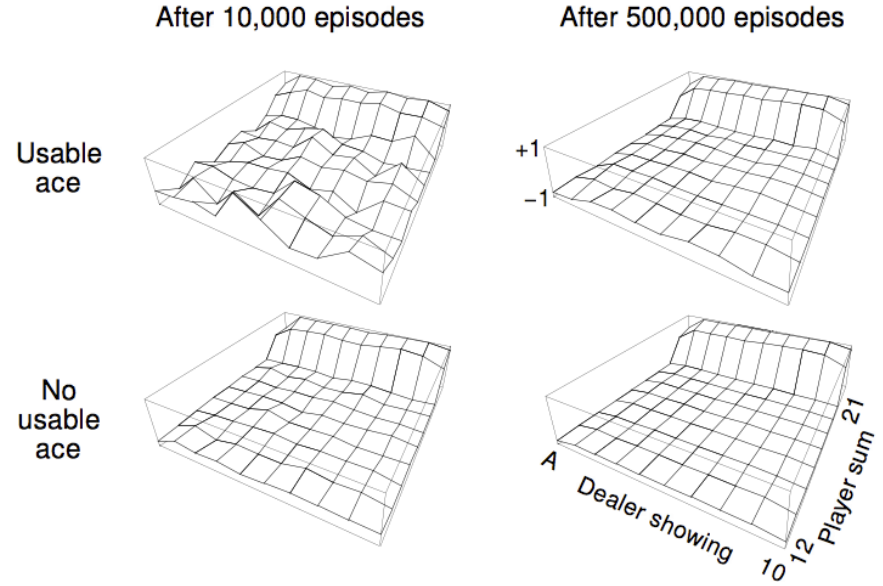 After 10,000 episodes
After 500,000 episodes
Usable
ace
+1
−1
No
usable
ace
A
Dealer showing
10
12
Player sum
21